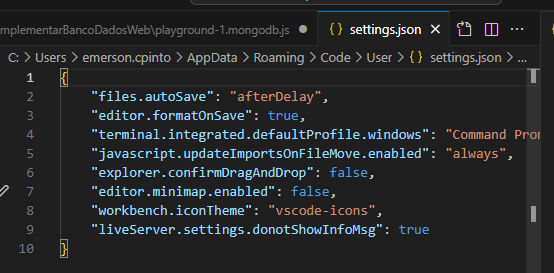 mplementarBancoDadosWeb\playground-1.mongodb.js ● {} settings.json ×
C: > Users > emerson.cpinto > AppData > Roaming > Code > User > {} settings.json > ...
1 {
2 "files.autoSave": "afterDelay",
3 "editor.formatOnSave": true,
4 "terminal.integrated.defaultProfile.windows": "Command Pro
5 "javascript.updateImportsOnFileMove.enabled": "always",
6 "explorer.confirmDragAndDrop": false,
7 "editor.minimap.enabled": false,
8 "workbench.iconTheme": "vscode-icons",
9 "liveServer.settings.donotShowInfoMsg": true
10 }